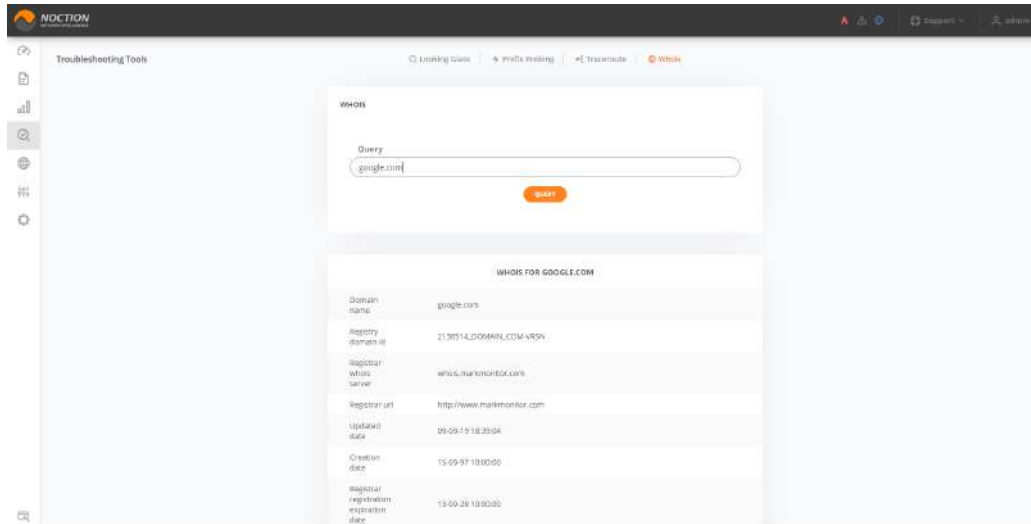 NOCTION
Support
admin
Troubleshooting Tools
Looking Glass
Prefix Probing
Traceroute
Whois
WHOIS
Query
google.com
QUERY
WHOIS FOR GOOGLE.COM
Domain
name
google.com
Registry
domain id
2138514_DOMAIN_COM-VRSN
Registrar
whois
server
whois.markmonitor.com
Registrar url
http://www.markmonitor.com
Updated
date
09-09-19 18:39:04
Creation
date
15-09-97 10:00:00
Registrar
registration
expiration
date
13-09-28 10:00:00